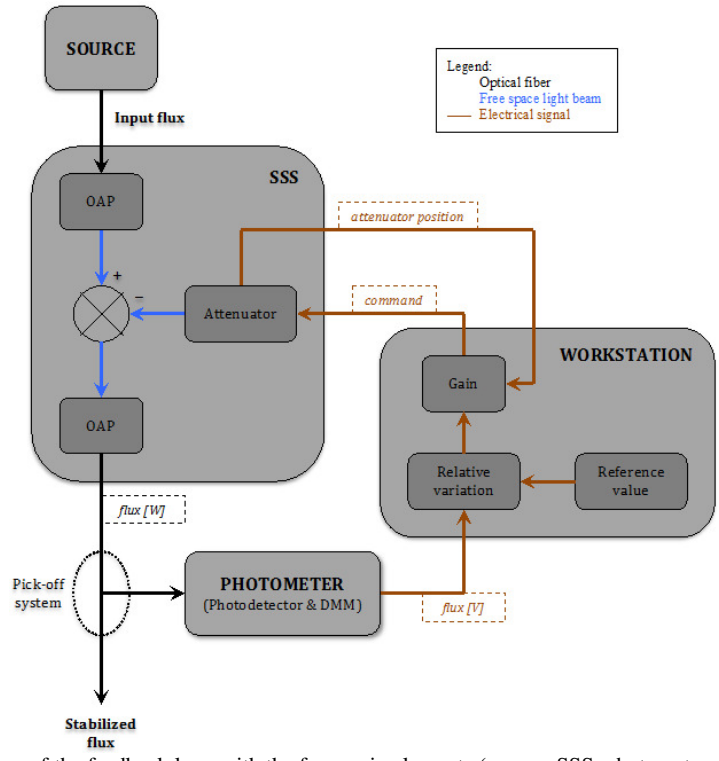 SOURCE
Legend:
Optical fiber
Free space light beam
Electrical signal
Input flux
SSS
OAP
attenuator position
+
−
Attenuator
command
WORKSTATION
Gain
OAP
Relative
variation
Reference
value
flux [W]
Pick-off
system
PHOTOMETER
(Photodetector & DMM)
flux [V]
Stabilized
flux